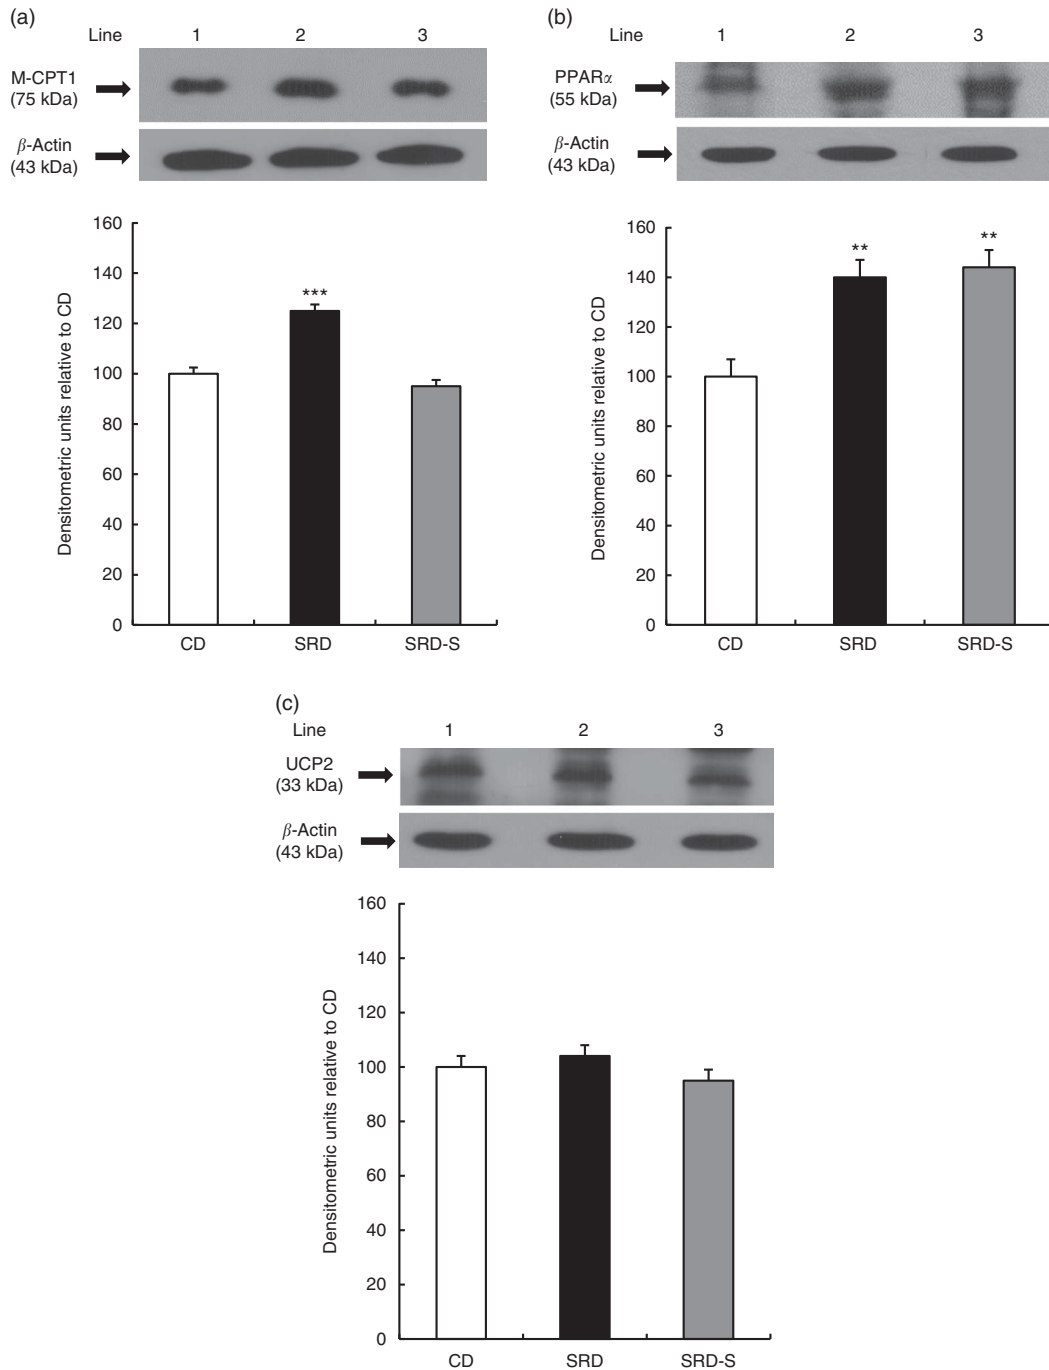 (a)
Line 1 2 3
M-CPT1
(75 kDa)
β-Actin
(43 kDa)
Densitometric units relative to CD
160
140
120
100
80
60
40
20
0
***
CD SRD SRD-S
(b)
Line 1 2 3
PPARα
(55 kDa)
β-Actin
(43 kDa)
Densitometric units relative to CD
160
140
120
100
80
60
40
20
0
** **
CD SRD SRD-S
(c)
Line 1 2 3
UCP2
(33 kDa)
β-Actin
(43 kDa)
Densitometric units relative to CD
160
140
120
100
80
60
40
20
0
CD SRD SRD-S